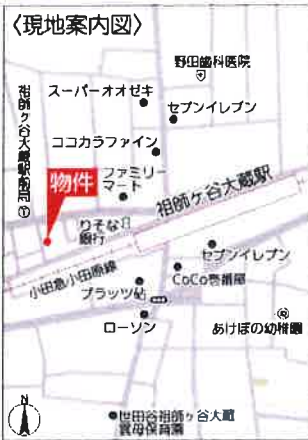 〈現地案内図〉
野田歯科医院
スーパーオオゼキ
セブンイレブン
祖師ヶ谷大蔵駅前局
ココカラファイン
ファミリー
マート
物件
祖師ヶ谷大蔵駅
りそな
銀行
小田急小田原線
セブンイレブン
CoCo壱番屋
プラッツ
ローソン
あけぼの幼稚園
N
世田谷祖師ヶ谷大蔵
雲母保育園